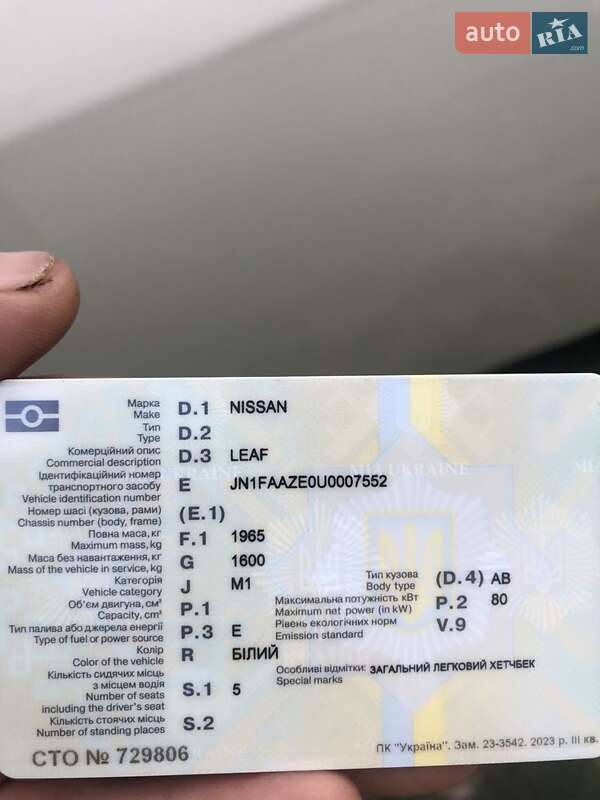 auto RIA.com
Марка
Make D.1 NISSAN
Тип
Type D.2
Комерційний опис
Commercial description D.3 LEAF
MIA UKRAINE
Ідентифікаційний номер
транспортного засобу
Vehicle identification number E JN1FAAZE0U0007552
Номер шасі (кузова, рами)
Chassis number (body, frame) (E.1)
Повна маса, кг
Maximum mass, kg F.1 1965
Маса без навантаження, кг
Mass of the vehicle in service, kg G 1600
Категорія
Vehicle category J M1
Тип кузова
Body type (D.4) AB
Об'єм двигуна, см³
Capacity, cm³ P.1
Максимальна потужність кВт
Maximum net power (in kW) P.2 80
Тип палива або джерела енергії
Type of fuel or power source P.3 E
Рівень екологічних норм
Emission standard V.9
Колір
Color of the vehicle R БІЛИЙ
Кількість сидячих місць
з місцем водія
Number of seats
including the driver's seat S.1 5
Особливі відмітки: ЗАГАЛЬНИЙ ЛЕГКОВИЙ ХЕТЧБЕК
Special marks
Кількість стоячих місць
Number of standing places S.2
СТО № 729806
ПК "Україна". Зам. 23-3542. 2023 р. III кв.